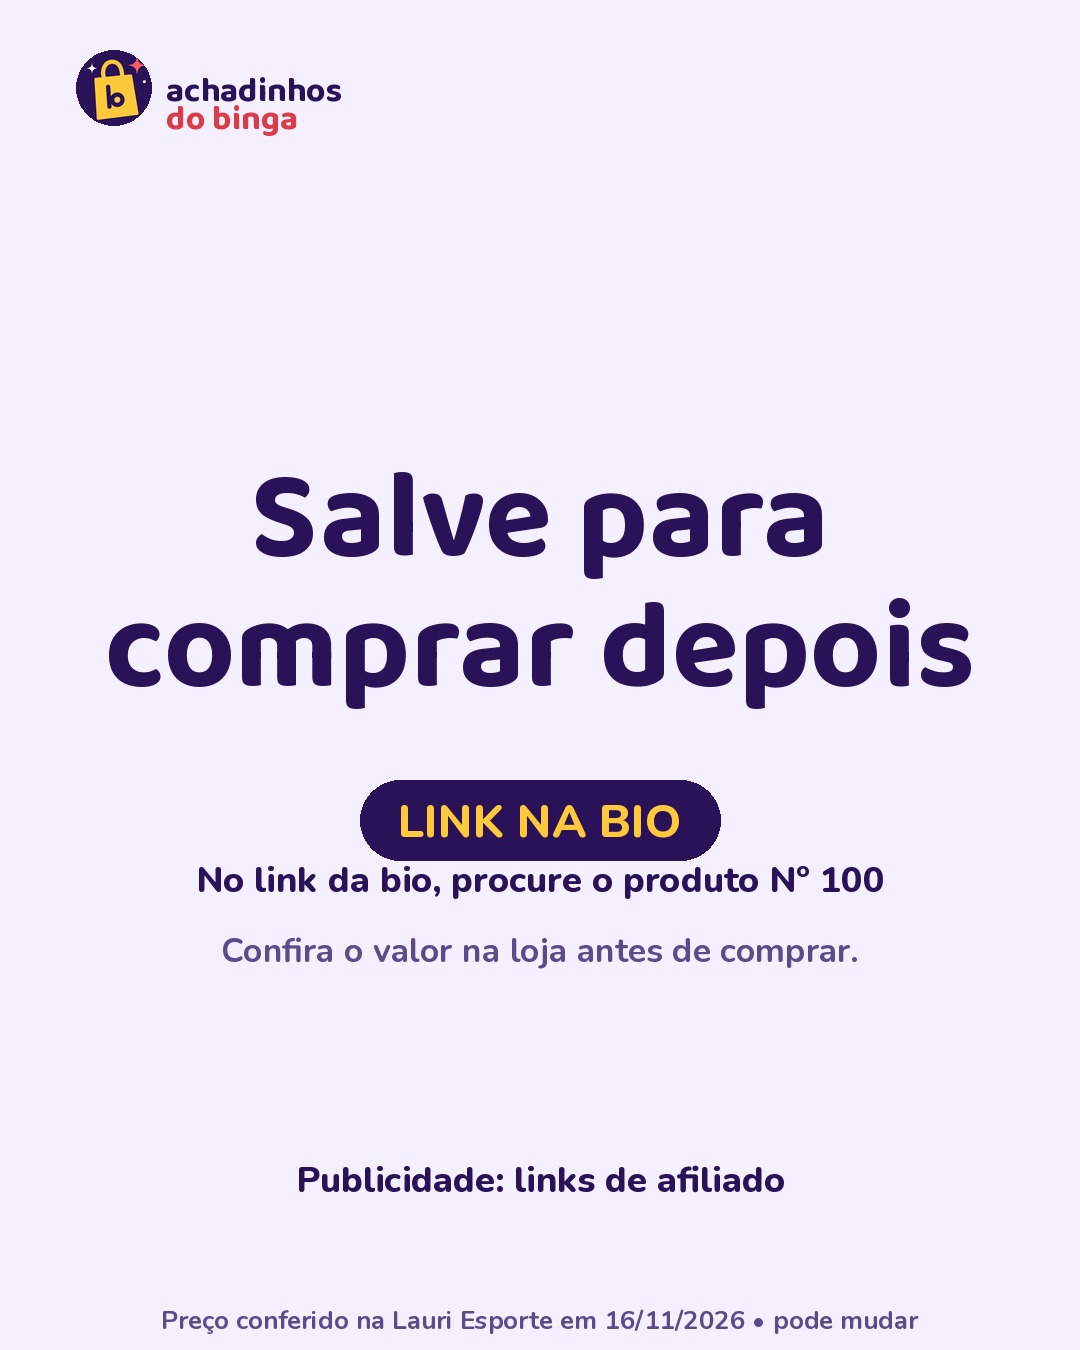 b
achadinhos
do binga
Salve para
comprar depois
LINK NA BIO
No link da bio, procure o produto Nº 100
Confira o valor na loja antes de comprar.
Publicidade: links de afiliado
Preço conferido na Lauri Esporte em 16/11/2026 • pode mudar